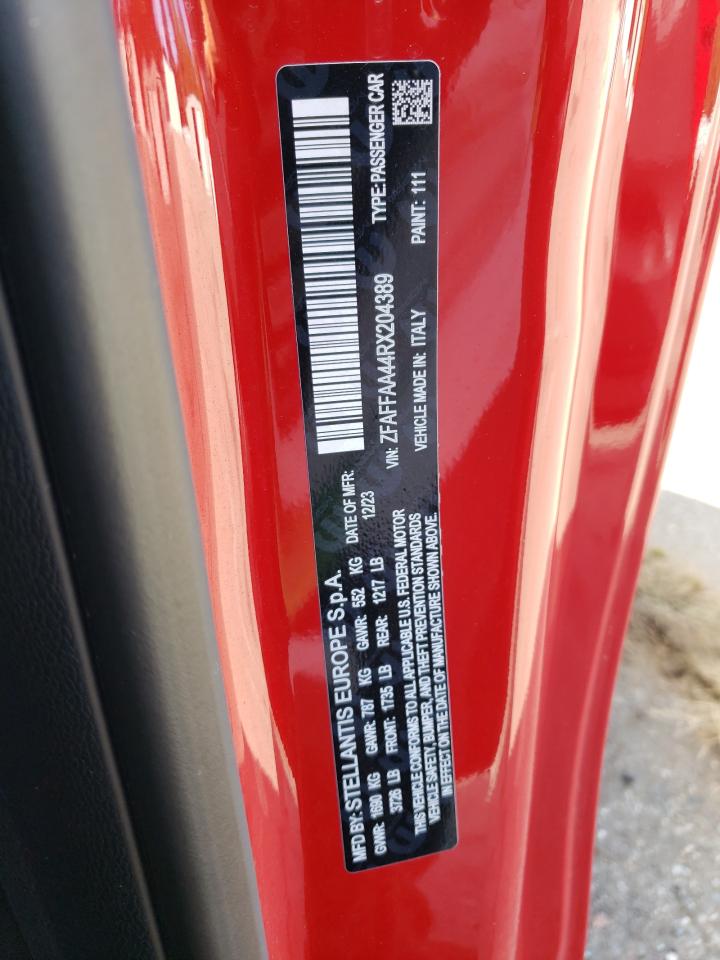 MFD BY: STELLANTIS EUROPE S.p.A.
GVWR: 1690 KG GAWR: 787 KG GAWR: 552 KG DATE OF MFR:
3726 LB FRONT: 1735 LB REAR: 1217 LB 12/23
VIN: ZFAFFAA44RX204389 TYPE:PASSENGER CAR
THIS VEHICLE CONFORMS TO ALL APPLICABLE U.S. FEDERAL MOTOR
VEHICLE SAFETY, BUMPER, AND THEFT PREVENTION STANDARDS
IN EFFECT ON THE DATE OF MANUFACTURE SHOWN ABOVE.
VEHICLE MADE IN: ITALY PAINT: 111